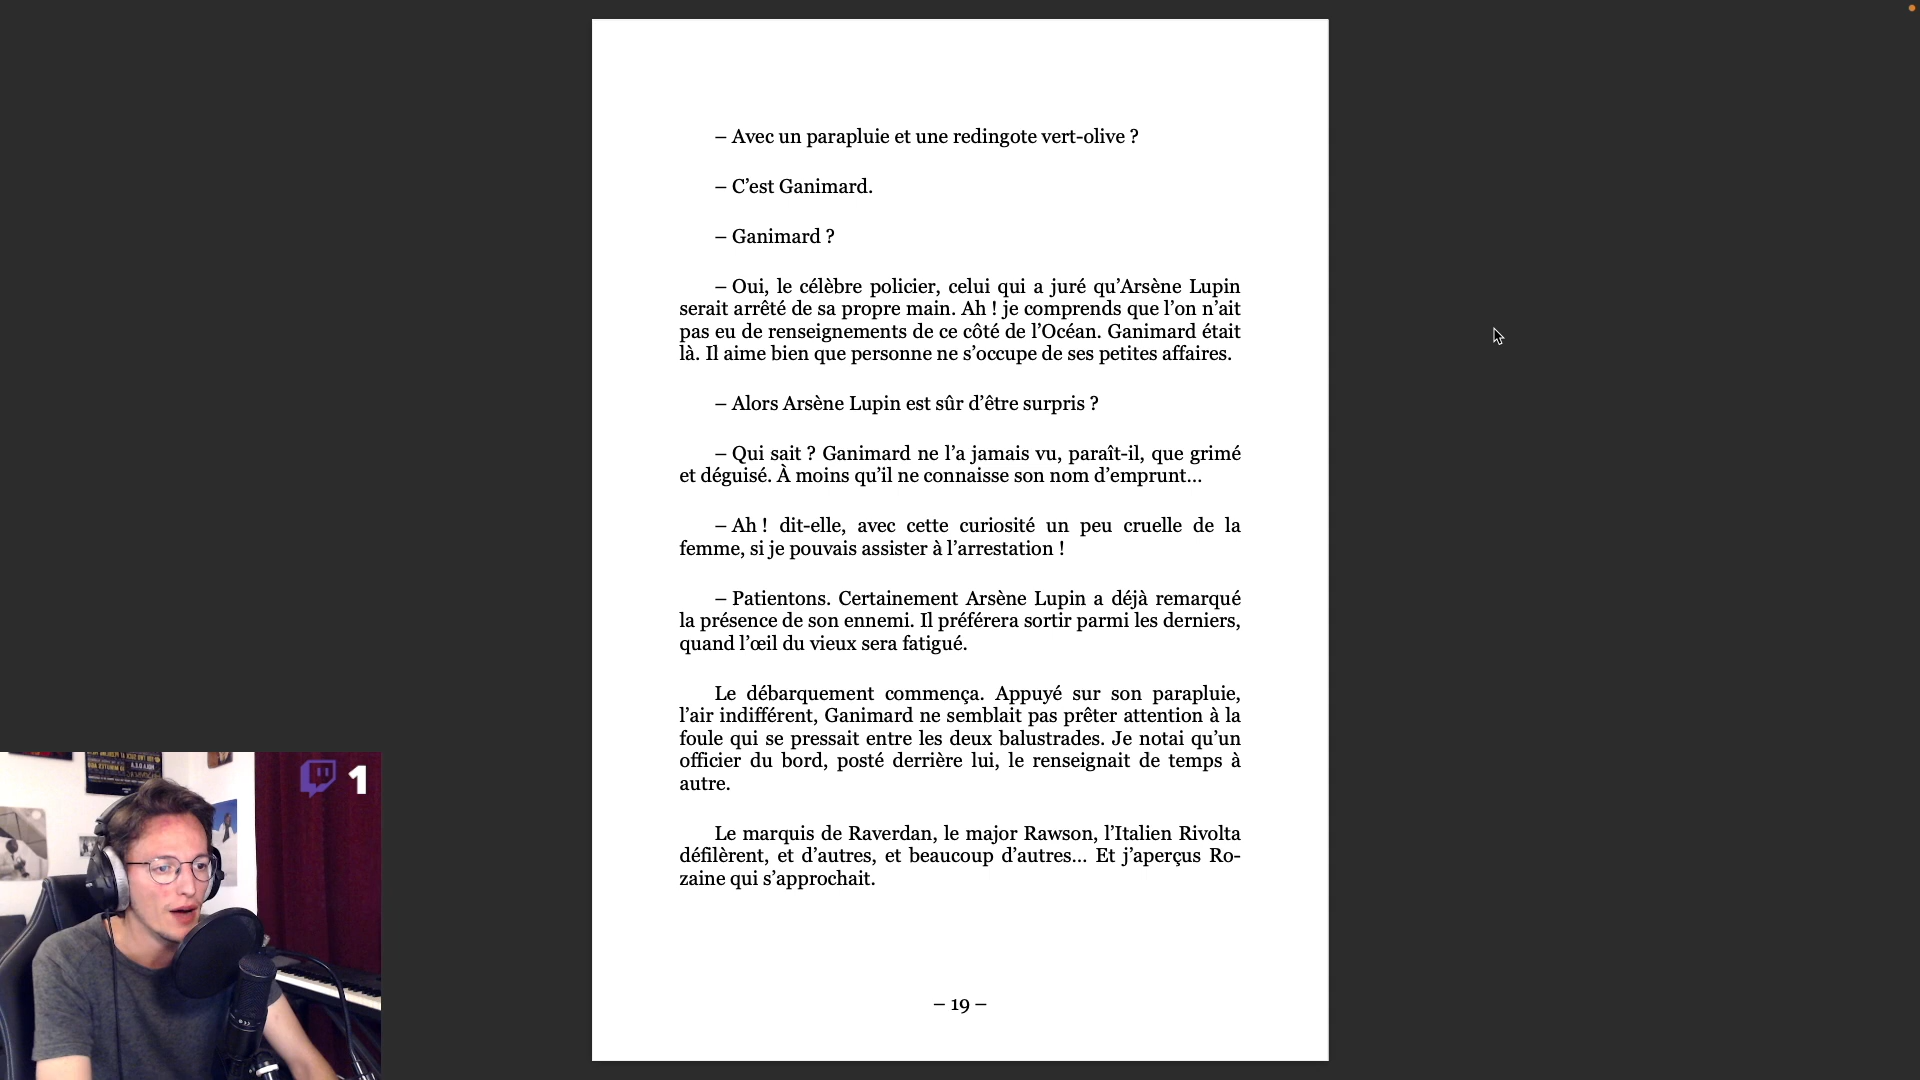 – Avec un parapluie et une redingote vert-olive ?
– C’est Ganimard.
– Ganimard ?
– Oui, le célèbre policier, celui qui a juré qu’Arsène Lupin
serait arrêté de sa propre main. Ah ! je comprends que l’on n’ait
pas eu de renseignements de ce côté de l’Océan. Ganimard était
là. Il aime bien que personne ne s’occupe de ses petites affaires.
– Alors Arsène Lupin est sûr d’être surpris ?
– Qui sait ? Ganimard ne l’a jamais vu, paraît-il, que grimé
et déguisé. À moins qu’il ne connaisse son nom d’emprunt…
– Ah ! dit-elle, avec cette curiosité un peu cruelle de la
femme, si je pouvais assister à l’arrestation !
– Patientons. Certainement Arsène Lupin a déjà remarqué
la présence de son ennemi. Il préférera sortir parmi les derniers,
quand l’œil du vieux sera fatigué.
Le débarquement commença. Appuyé sur son parapluie,
l’air indifférent, Ganimard ne semblait pas prêter attention à la
foule qui se pressait entre les deux balustrades. Je notai qu’un
officier du bord, posté derrière lui, le renseignait de temps à
autre.
Le marquis de Raverdan, le major Rawson, l’Italien Rivolta
défilèrent, et d’autres, et beaucoup d’autres… Et j’aperçus Ro-
zaine qui s’approchait.
– 19 –
1